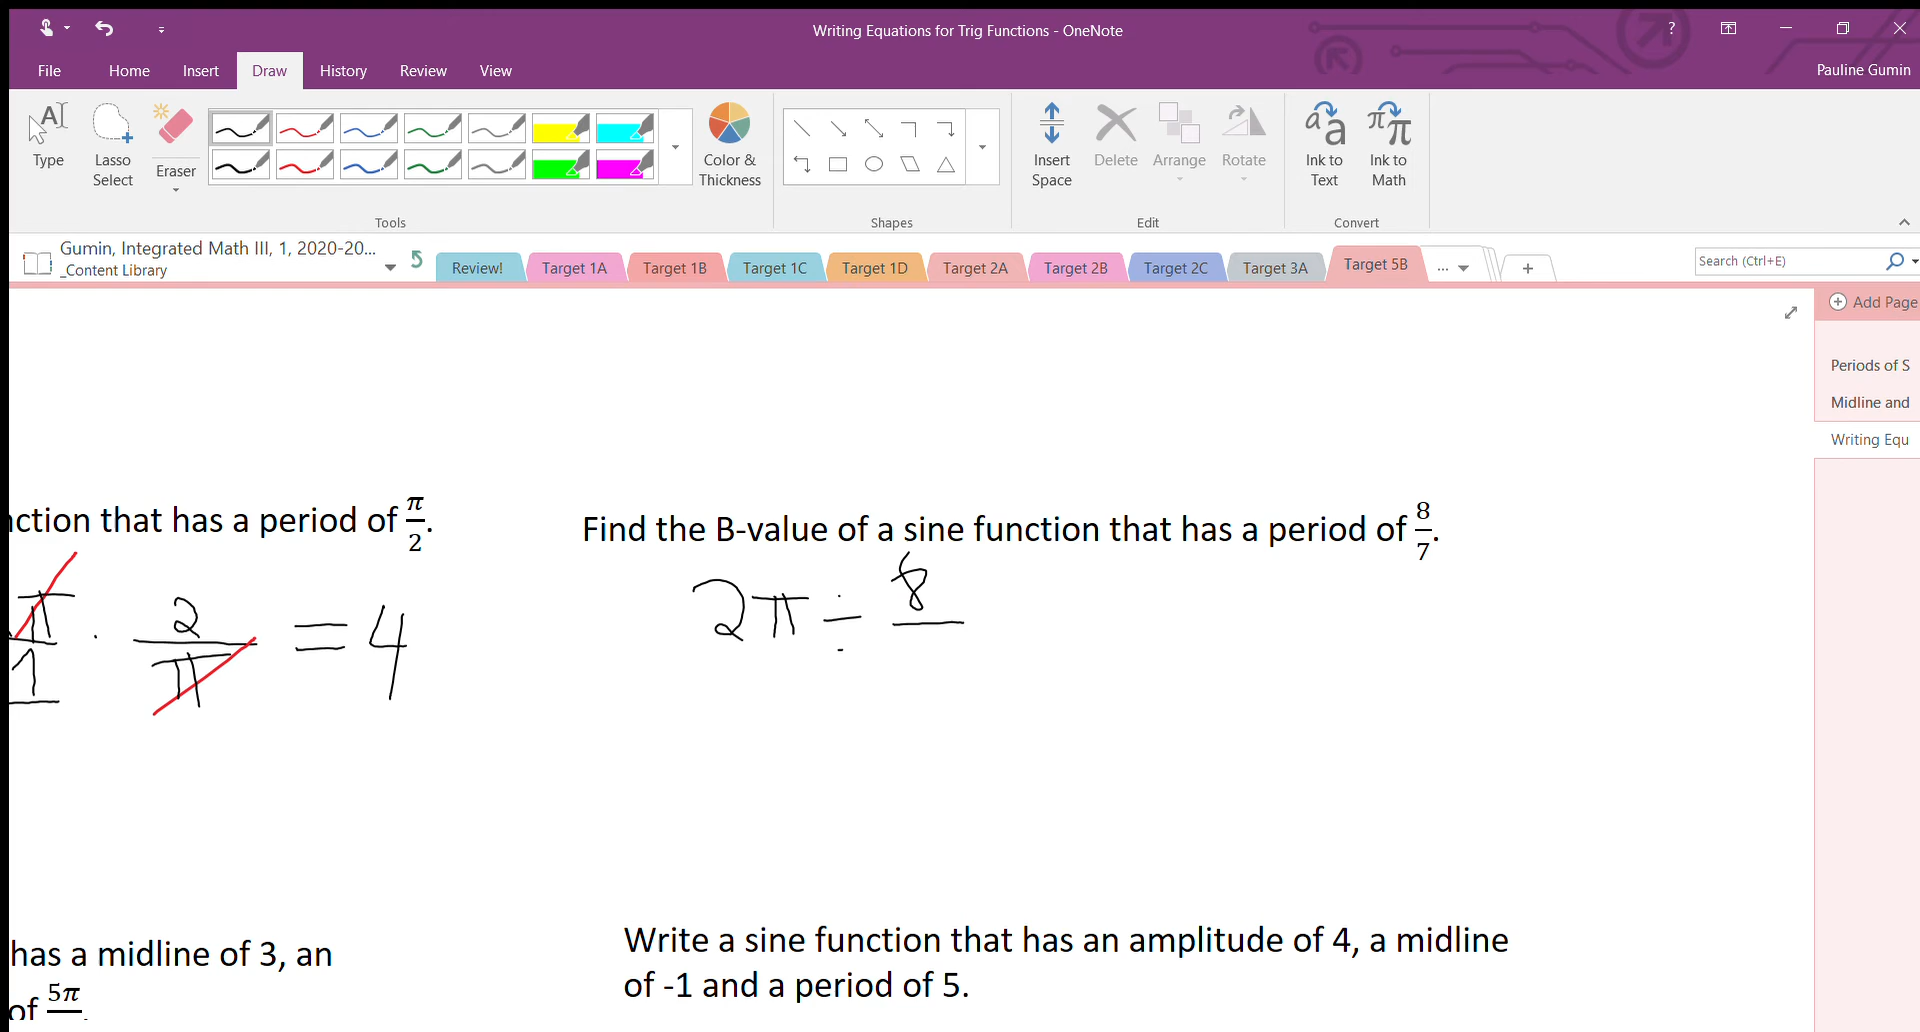 Writing Equations for Trig Functions - OneNote
?
File Home Insert Draw History Review View
Pauline Gumin
Type
Lasso Select
Eraser
Color & Thickness
Insert Space
Delete
Arrange
Rotate
Ink to Text
Ink to Math
Tools
Shapes
Edit
Convert
Gumin, Integrated Math III, 1, 2020-20...
_Content Library
Review! Target 1A Target 1B Target 1C Target 1D Target 2A Target 2B Target 2C Target 3A Target 5B ... +
Search (Ctrl+E)
Add Page
Periods of S
Midline and
Writing Equ
nction that has a period of π/2.
π/1 · 2/π = 4
Find the B-value of a sine function that has a period of 8/7.
2π ÷ 8
has a midline of 3, an
of 5π
Write a sine function that has an amplitude of 4, a midline
of -1 and a period of 5.